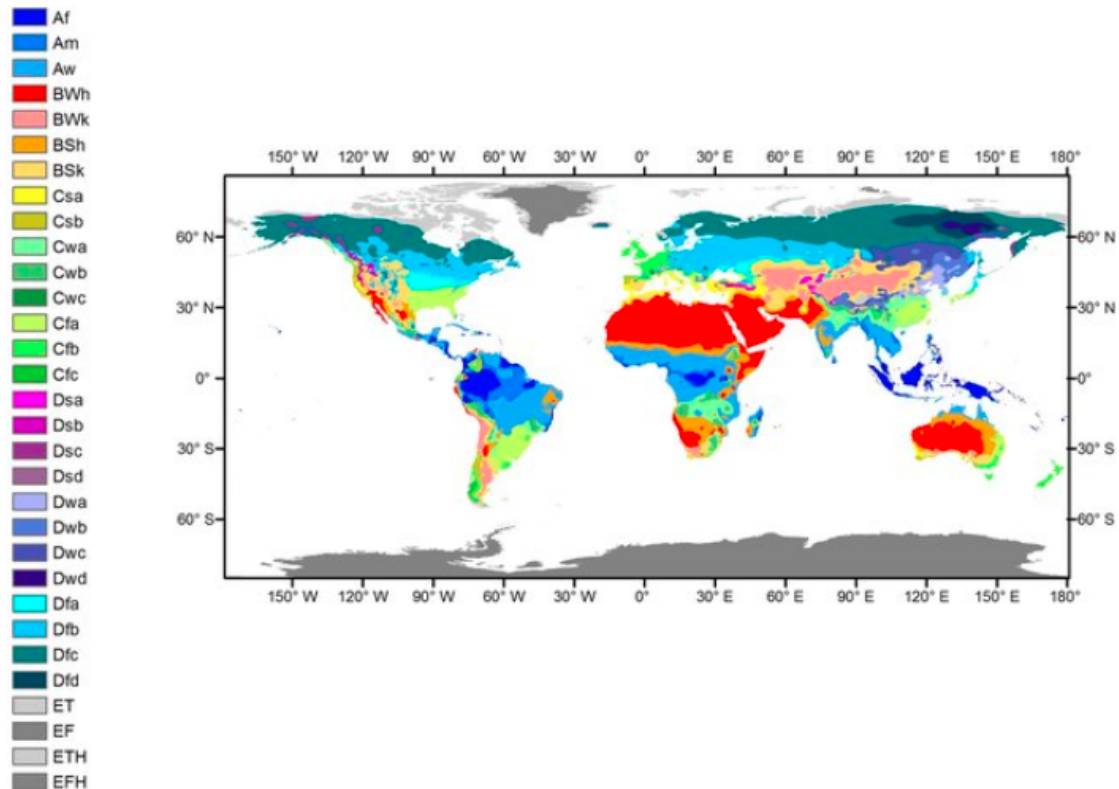 Af
Am
Aw
BWh
BWk
BSh
BSk
Csa
Csb
Cwa
Cwb
Cwc
Cfa
Cfb
Cfc
Dsa
Dsb
Dsc
Dsd
Dwa
Dwb
Dwc
Dwd
Dfa
Dfb
Dfc
Dfd
ET
EF
ETH
EFH
150° W 120° W 90° W 60° W 30° W 0° 30° E 60° E 90° E 120° E 150° E 180°
60° N 60° N
30° N 30° N
0° 0°
30° S 30° S
60° S 60° S
150° W 120° W 90° W 60° W 30° W 0° 30° E 60° E 90° E 120° E 150° E 180°